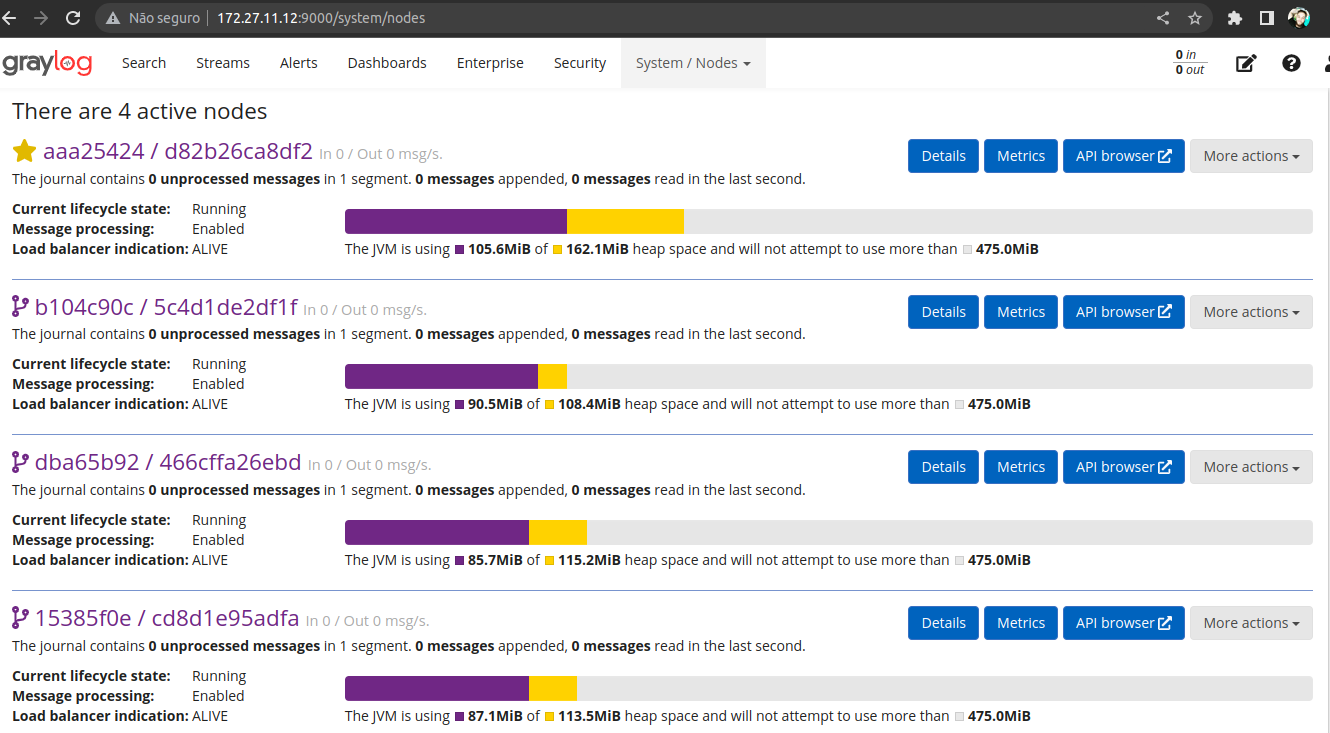 Não seguro 172.27.11.12:9000/system/nodes
graylog Search Streams Alerts Dashboards Enterprise Security System / Nodes 0 in
0 out
There are 4 active nodes
aaa25424 / d82b26ca8df2 In 0 / Out 0 msg/s. Details Metrics API browser More actions
The journal contains 0 unprocessed messages in 1 segment. 0 messages appended, 0 messages read in the last second.
Current lifecycle state: Running
Message processing: Enabled
Load balancer indication: ALIVE The JVM is using 105.6MiB of 162.1MiB heap space and will not attempt to use more than 475.0MiB
b104c90c / 5c4d1de2df1f In 0 / Out 0 msg/s. Details Metrics API browser More actions
The journal contains 0 unprocessed messages in 1 segment. 0 messages appended, 0 messages read in the last second.
Current lifecycle state: Running
Message processing: Enabled
Load balancer indication: ALIVE The JVM is using 90.5MiB of 108.4MiB heap space and will not attempt to use more than 475.0MiB
dba65b92 / 466cffa26ebd In 0 / Out 0 msg/s. Details Metrics API browser More actions
The journal contains 0 unprocessed messages in 1 segment. 0 messages appended, 0 messages read in the last second.
Current lifecycle state: Running
Message processing: Enabled
Load balancer indication: ALIVE The JVM is using 85.7MiB of 115.2MiB heap space and will not attempt to use more than 475.0MiB
15385f0e / cd8d1e95adfa In 0 / Out 0 msg/s. Details Metrics API browser More actions
The journal contains 0 unprocessed messages in 1 segment. 0 messages appended, 0 messages read in the last second.
Current lifecycle state: Running
Message processing: Enabled
Load balancer indication: ALIVE The JVM is using 87.1MiB of 113.5MiB heap space and will not attempt to use more than 475.0MiB